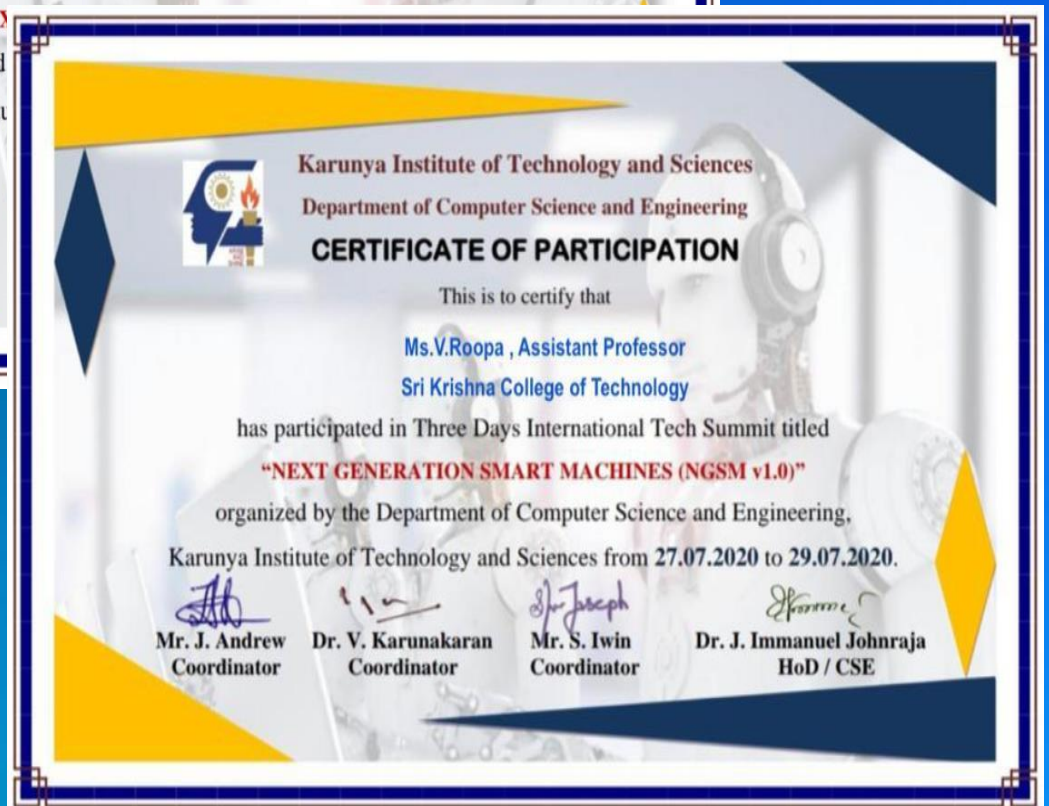 Karunya Institute of Technology and Sciences
Department of Computer Science and Engineering
CERTIFICATE OF PARTICIPATION
This is to certify that
Ms.V.Roopa , Assistant Professor
Sri Krishna College of Technology
has participated in Three Days International Tech Summit titled
“NEXT GENERATION SMART MACHINES (NGSM v1.0)”
organized by the Department of Computer Science and Engineering,
Karunya Institute of Technology and Sciences from 27.07.2020 to 29.07.2020.
Mr. J. Andrew Dr. V. Karunakaran Mr. S. Iwin Dr. J. Immanuel Johnraja
Coordinator Coordinator Coordinator HoD / CSE